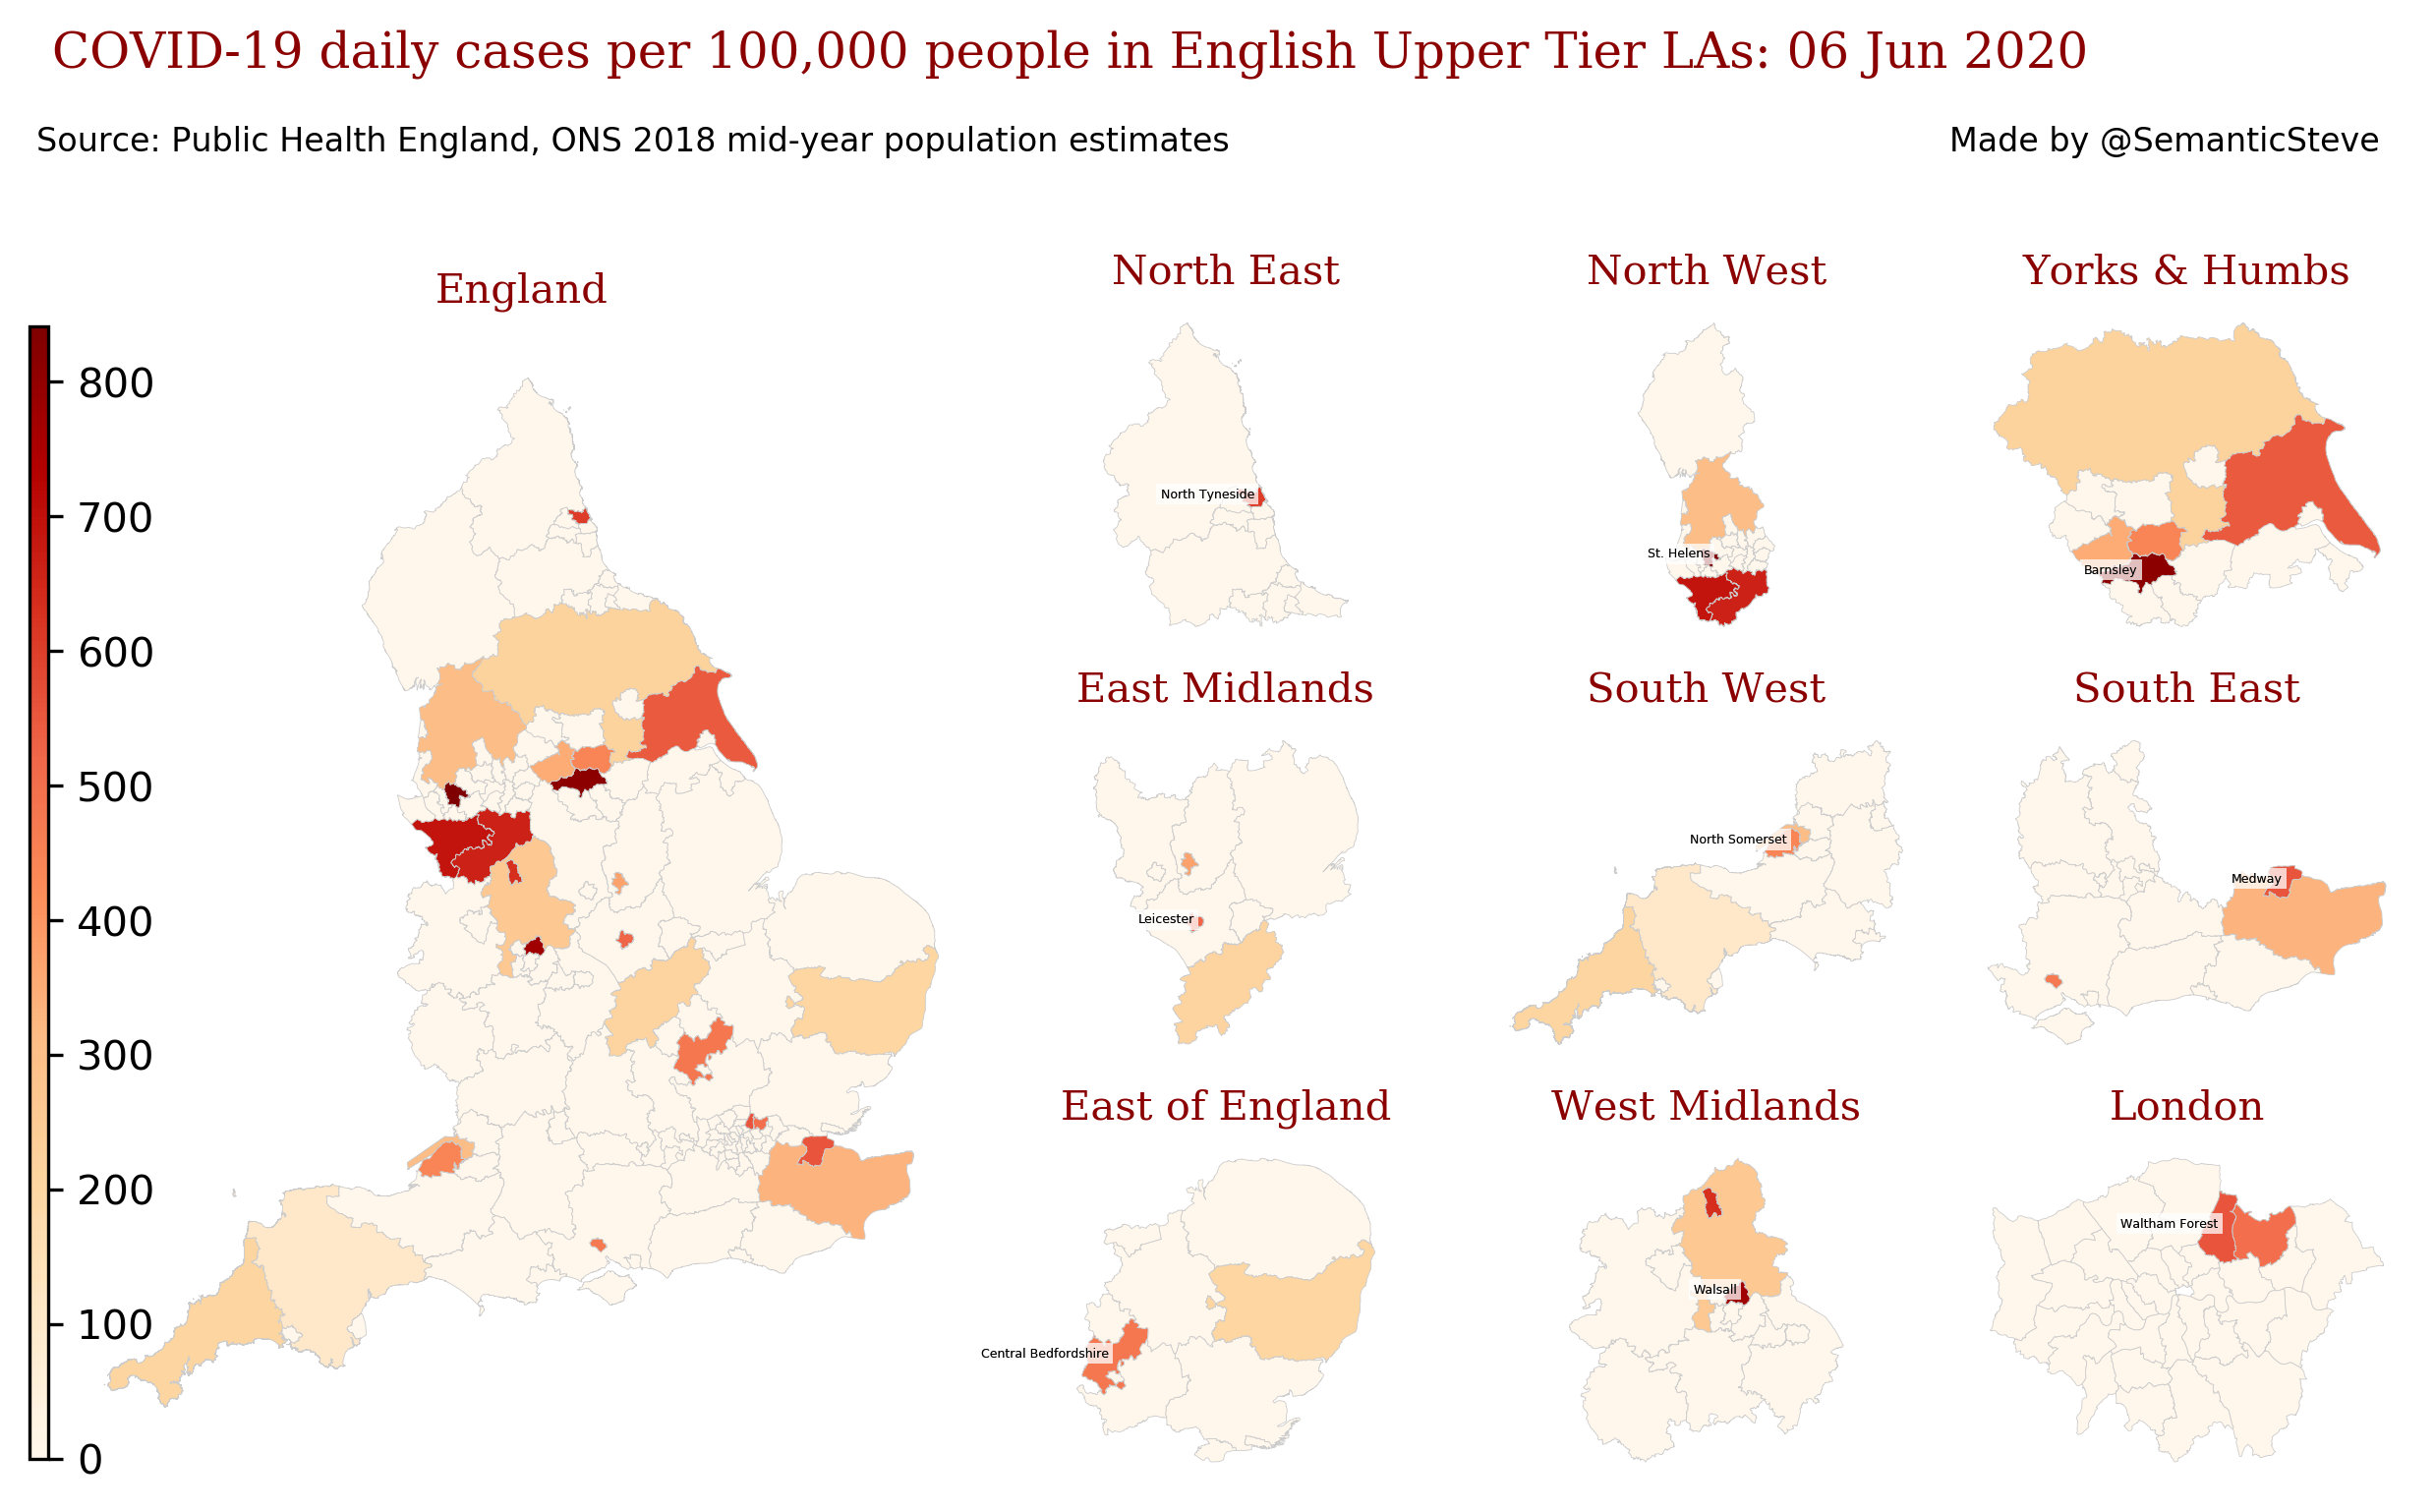 COVID-19 daily cases per 100,000 people in English Upper Tier LAs: 06 Jun 2020
Source: Public Health England, ONS 2018 mid-year population estimates
Made by @SemanticSteve
England
800
700
600
500
400
300
200
100
0
North East
North Tyneside
North West
St. Helens
Yorks & Humbs
Barnsley
East Midlands
Leicester
South West
North Somerset
South East
Medway
East of England
Central Bedfordshire
West Midlands
Walsall
London
Waltham Forest